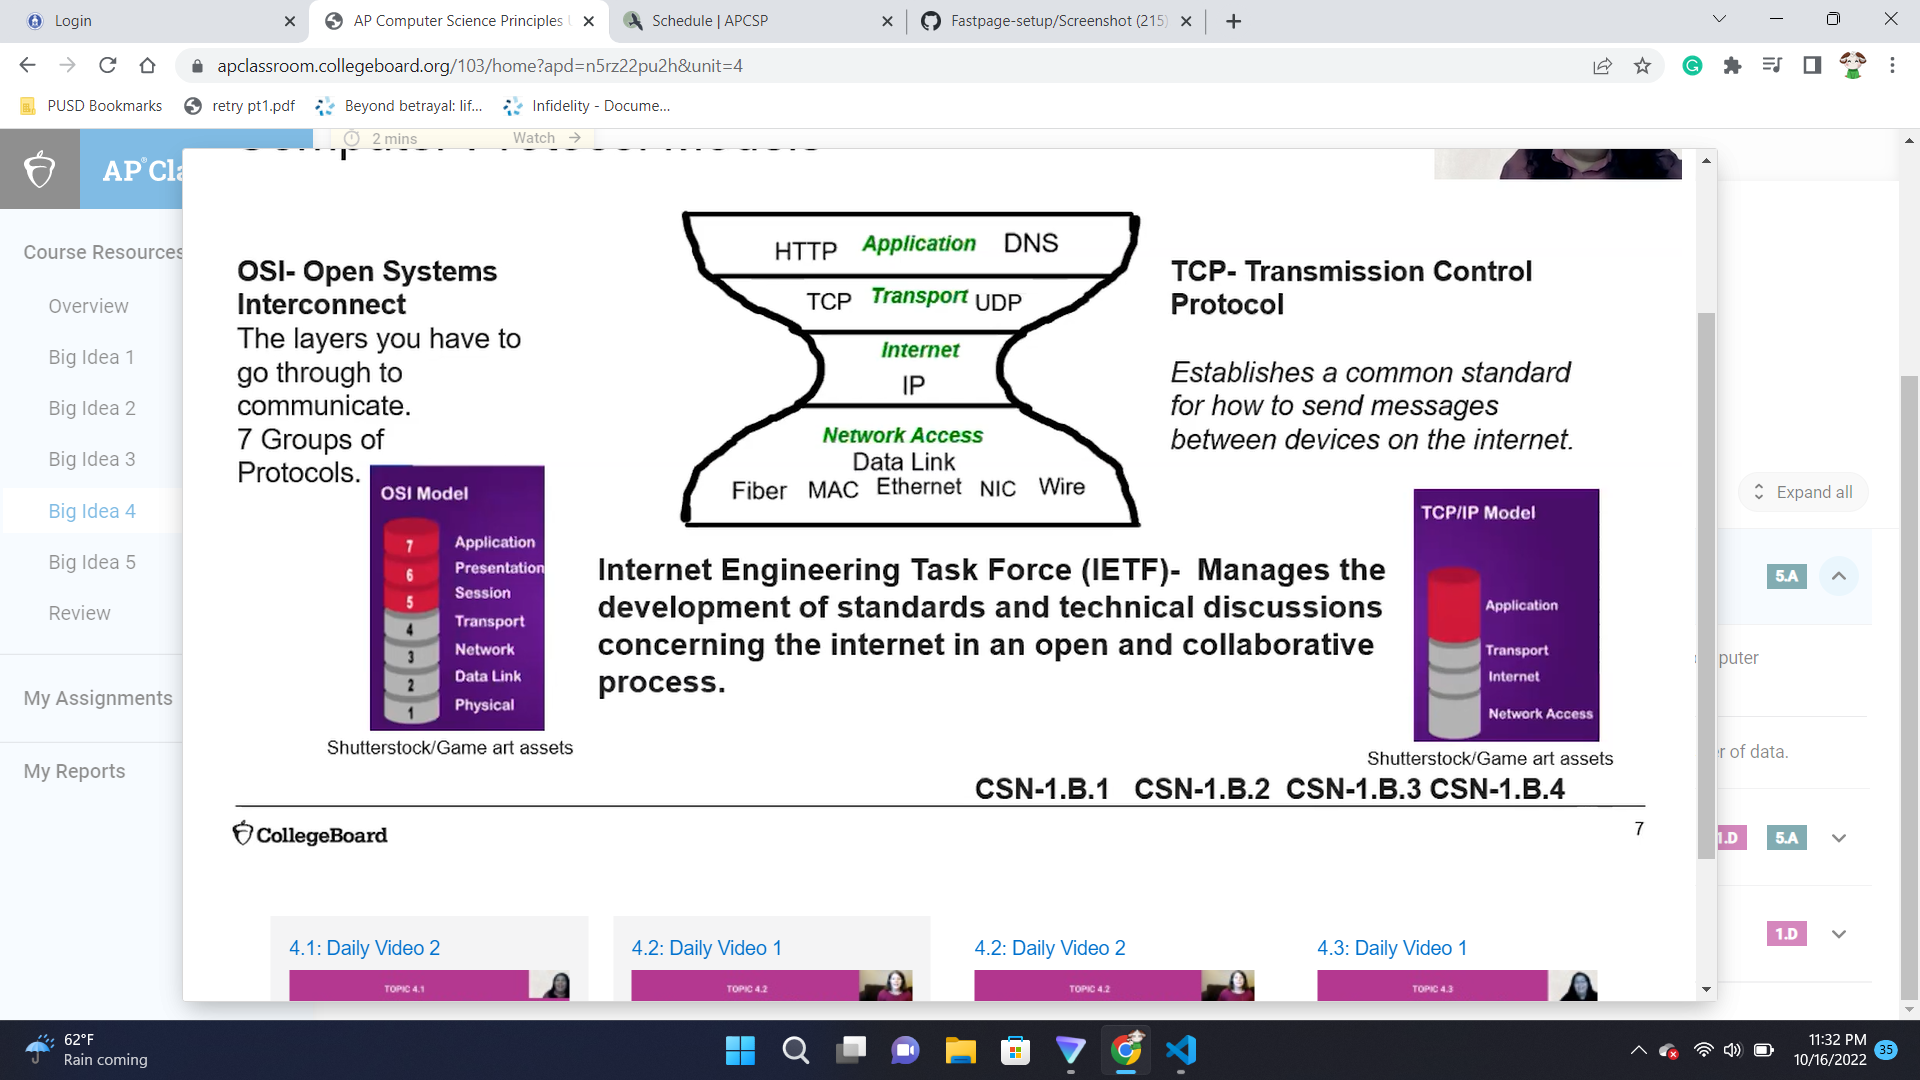 Login
AP Computer Science Principles
Schedule | APCSP
Fastpage-setup/Screenshot (215)
apclassroom.collegeboard.org/103/home?apd=n5rz22pu2h&unit=4
PUSD Bookmarks
retry pt1.pdf
Beyond betrayal: lif...
Infidelity - Docume...
2 mins
Watch
AP® Cla
Computer Protocol Models
Course Resources
Overview
Big Idea 1
Big Idea 2
Big Idea 3
Big Idea 4
Big Idea 5
Review
My Assignments
My Reports
OSI- Open Systems
Interconnect
The layers you have to
go through to
communicate.
7 Groups of
Protocols.
OSI Model
7 Application
6 Presentation
5 Session
4 Transport
3 Network
2 Data Link
1 Physical
Shutterstock/Game art assets
HTTP Application DNS
TCP Transport UDP
Internet
IP
Network Access
Data Link
Fiber MAC Ethernet NIC Wire
Internet Engineering Task Force (IETF)- Manages the
development of standards and technical discussions
concerning the internet in an open and collaborative
process.
TCP- Transmission Control
Protocol
Establishes a common standard
for how to send messages
between devices on the internet.
TCP/IP Model
Application
Transport
Internet
Network Access
Shutterstock/Game art assets
CSN-1.B.1 CSN-1.B.2 CSN-1.B.3 CSN-1.B.4
CollegeBoard
7
Expand all
5.A
puter
r of data.
1.D
5.A
1.D
4.1: Daily Video 2
4.2: Daily Video 1
4.2: Daily Video 2
4.3: Daily Video 1
TOPIC 4.1
TOPIC 4.2
TOPIC 4.2
TOPIC 4.3
62°F
Rain coming
11:32 PM
10/16/2022
35